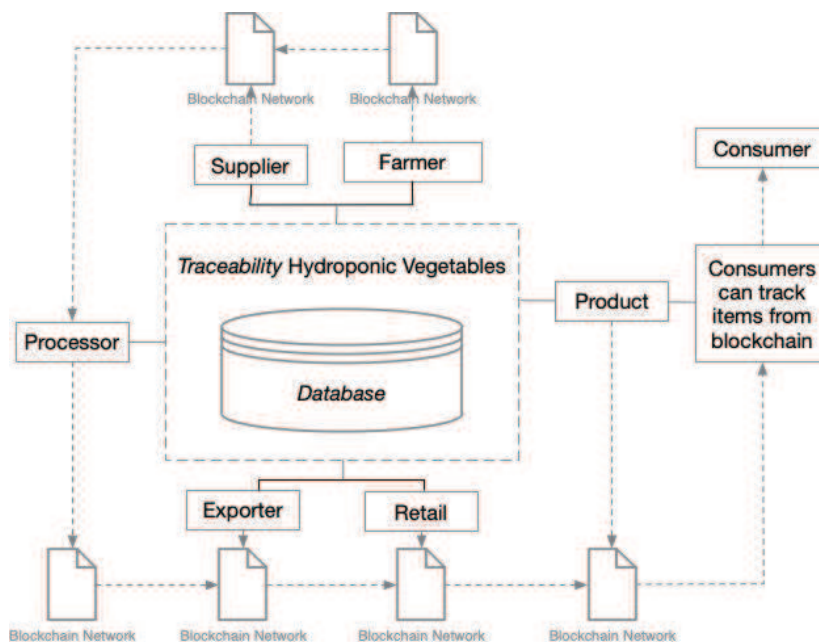 Blockchain Network
Blockchain Network
Supplier
Farmer
Consumer
Traceability Hydroponic Vegetables
Database
Processor
Product
Consumers
can track
items from
blockchain
Exporter
Retail
Blockchain Network
Blockchain Network
Blockchain Network
Blockchain Network